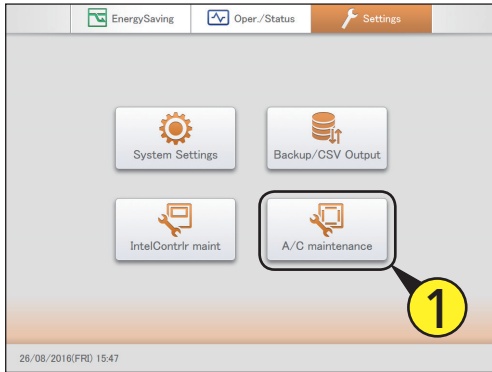 EnergySaving Oper./Status Settings
System Settings Backup/CSV Output
IntelContrlr maint A/C maintenance
1
26/08/2016(FRI) 15:47